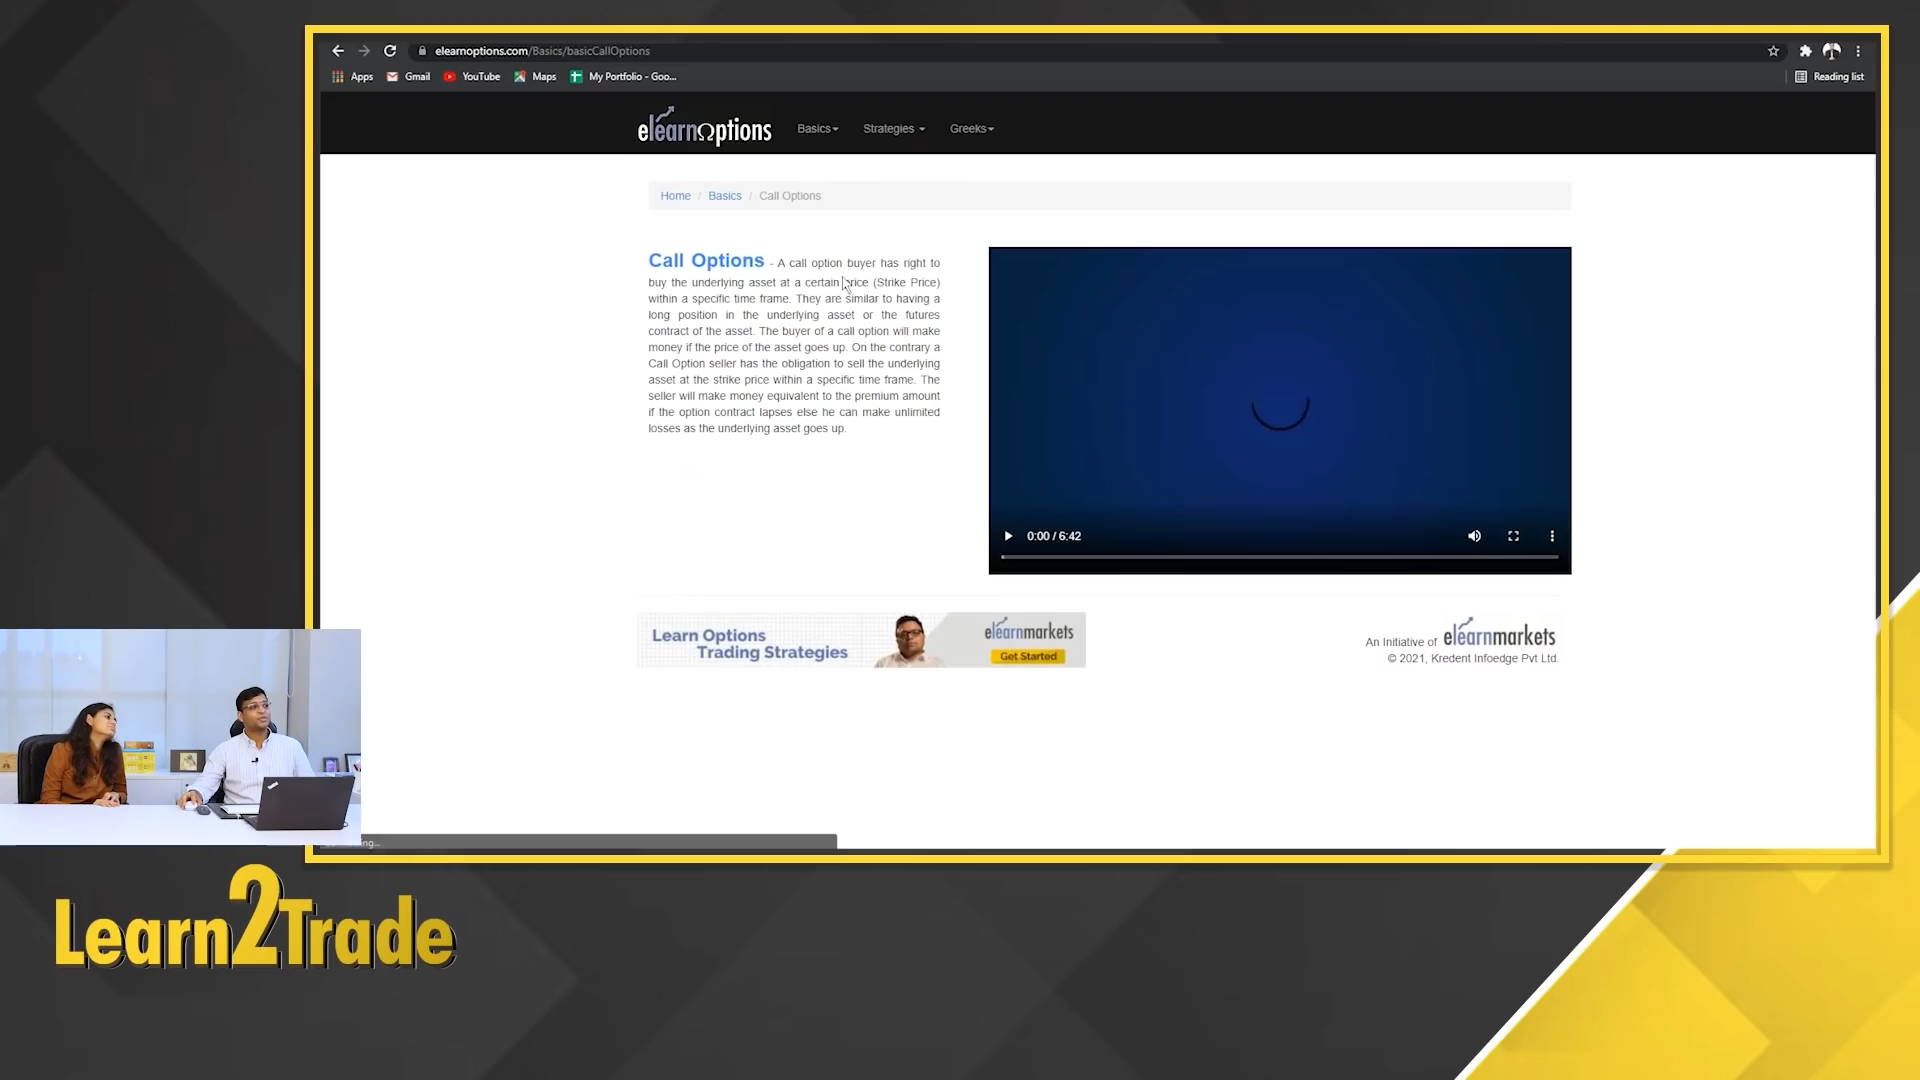 elearnoptions.com/Basics/basicCallOptions
Apps Gmail YouTube Maps My Portfolio - Goo... Reading list
elearnΩptions Basics Strategies Greeks
Home / Basics / Call Options
Call Options - A call option buyer has right to
buy the underlying asset at a certain price (Strike Price)
within a specific time frame. They are similar to having a
long position in the underlying asset or the futures
contract of the asset. The buyer of a call option will make
money if the price of the asset goes up. On the contrary a
Call Option seller has the obligation to sell the underlying
asset at the strike price within a specific time frame. The
seller will make money equivalent to the premium amount
if the option contract lapses else he can make unlimited
losses as the underlying asset goes up.
0:00 / 6:42
Learn Options
Trading Strategies
elearnmarkets
Get Started
An Initiative of elearnmarkets
© 2021, Kredent Infoedge Pvt Ltd.
Learn2Trade